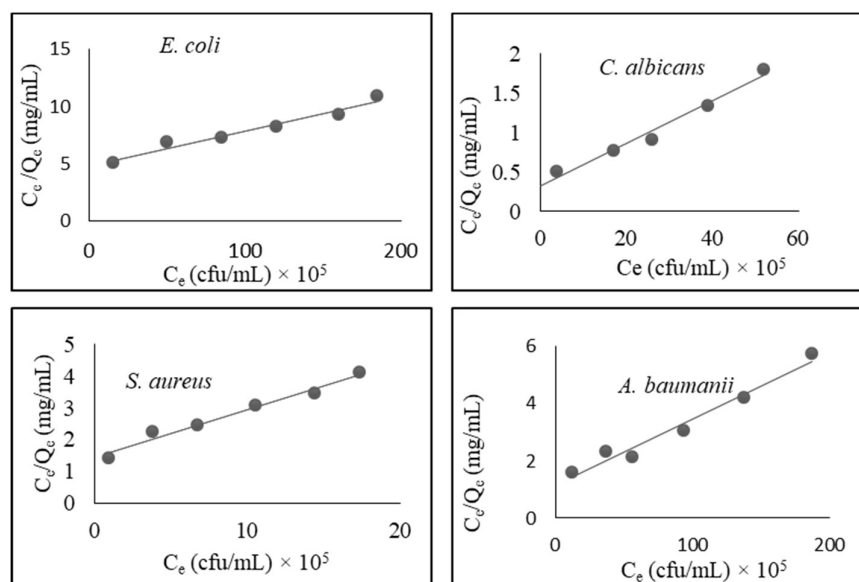 E. coli
15
10
5
0
0 100 200
Cₑ/Qₑ (mg/mL)
Cₑ (cfu/mL) × 10⁵
C. albicans
2
1.5
1
0.5
0
0 20 40 60
Cₑ/Qₑ (mg/mL)
Ce (cfu/mL) × 10⁵
S. aureus
5
4
3
2
1
0
0 10 20
Cₑ/Qₑ (mg/mL)
Cₑ (cfu/mL) × 10⁵
A. baumanii
6
4
2
0
0 100 200
Cₑ/Qₑ (mg/mL)
Cₑ (cfu/mL) × 10⁵